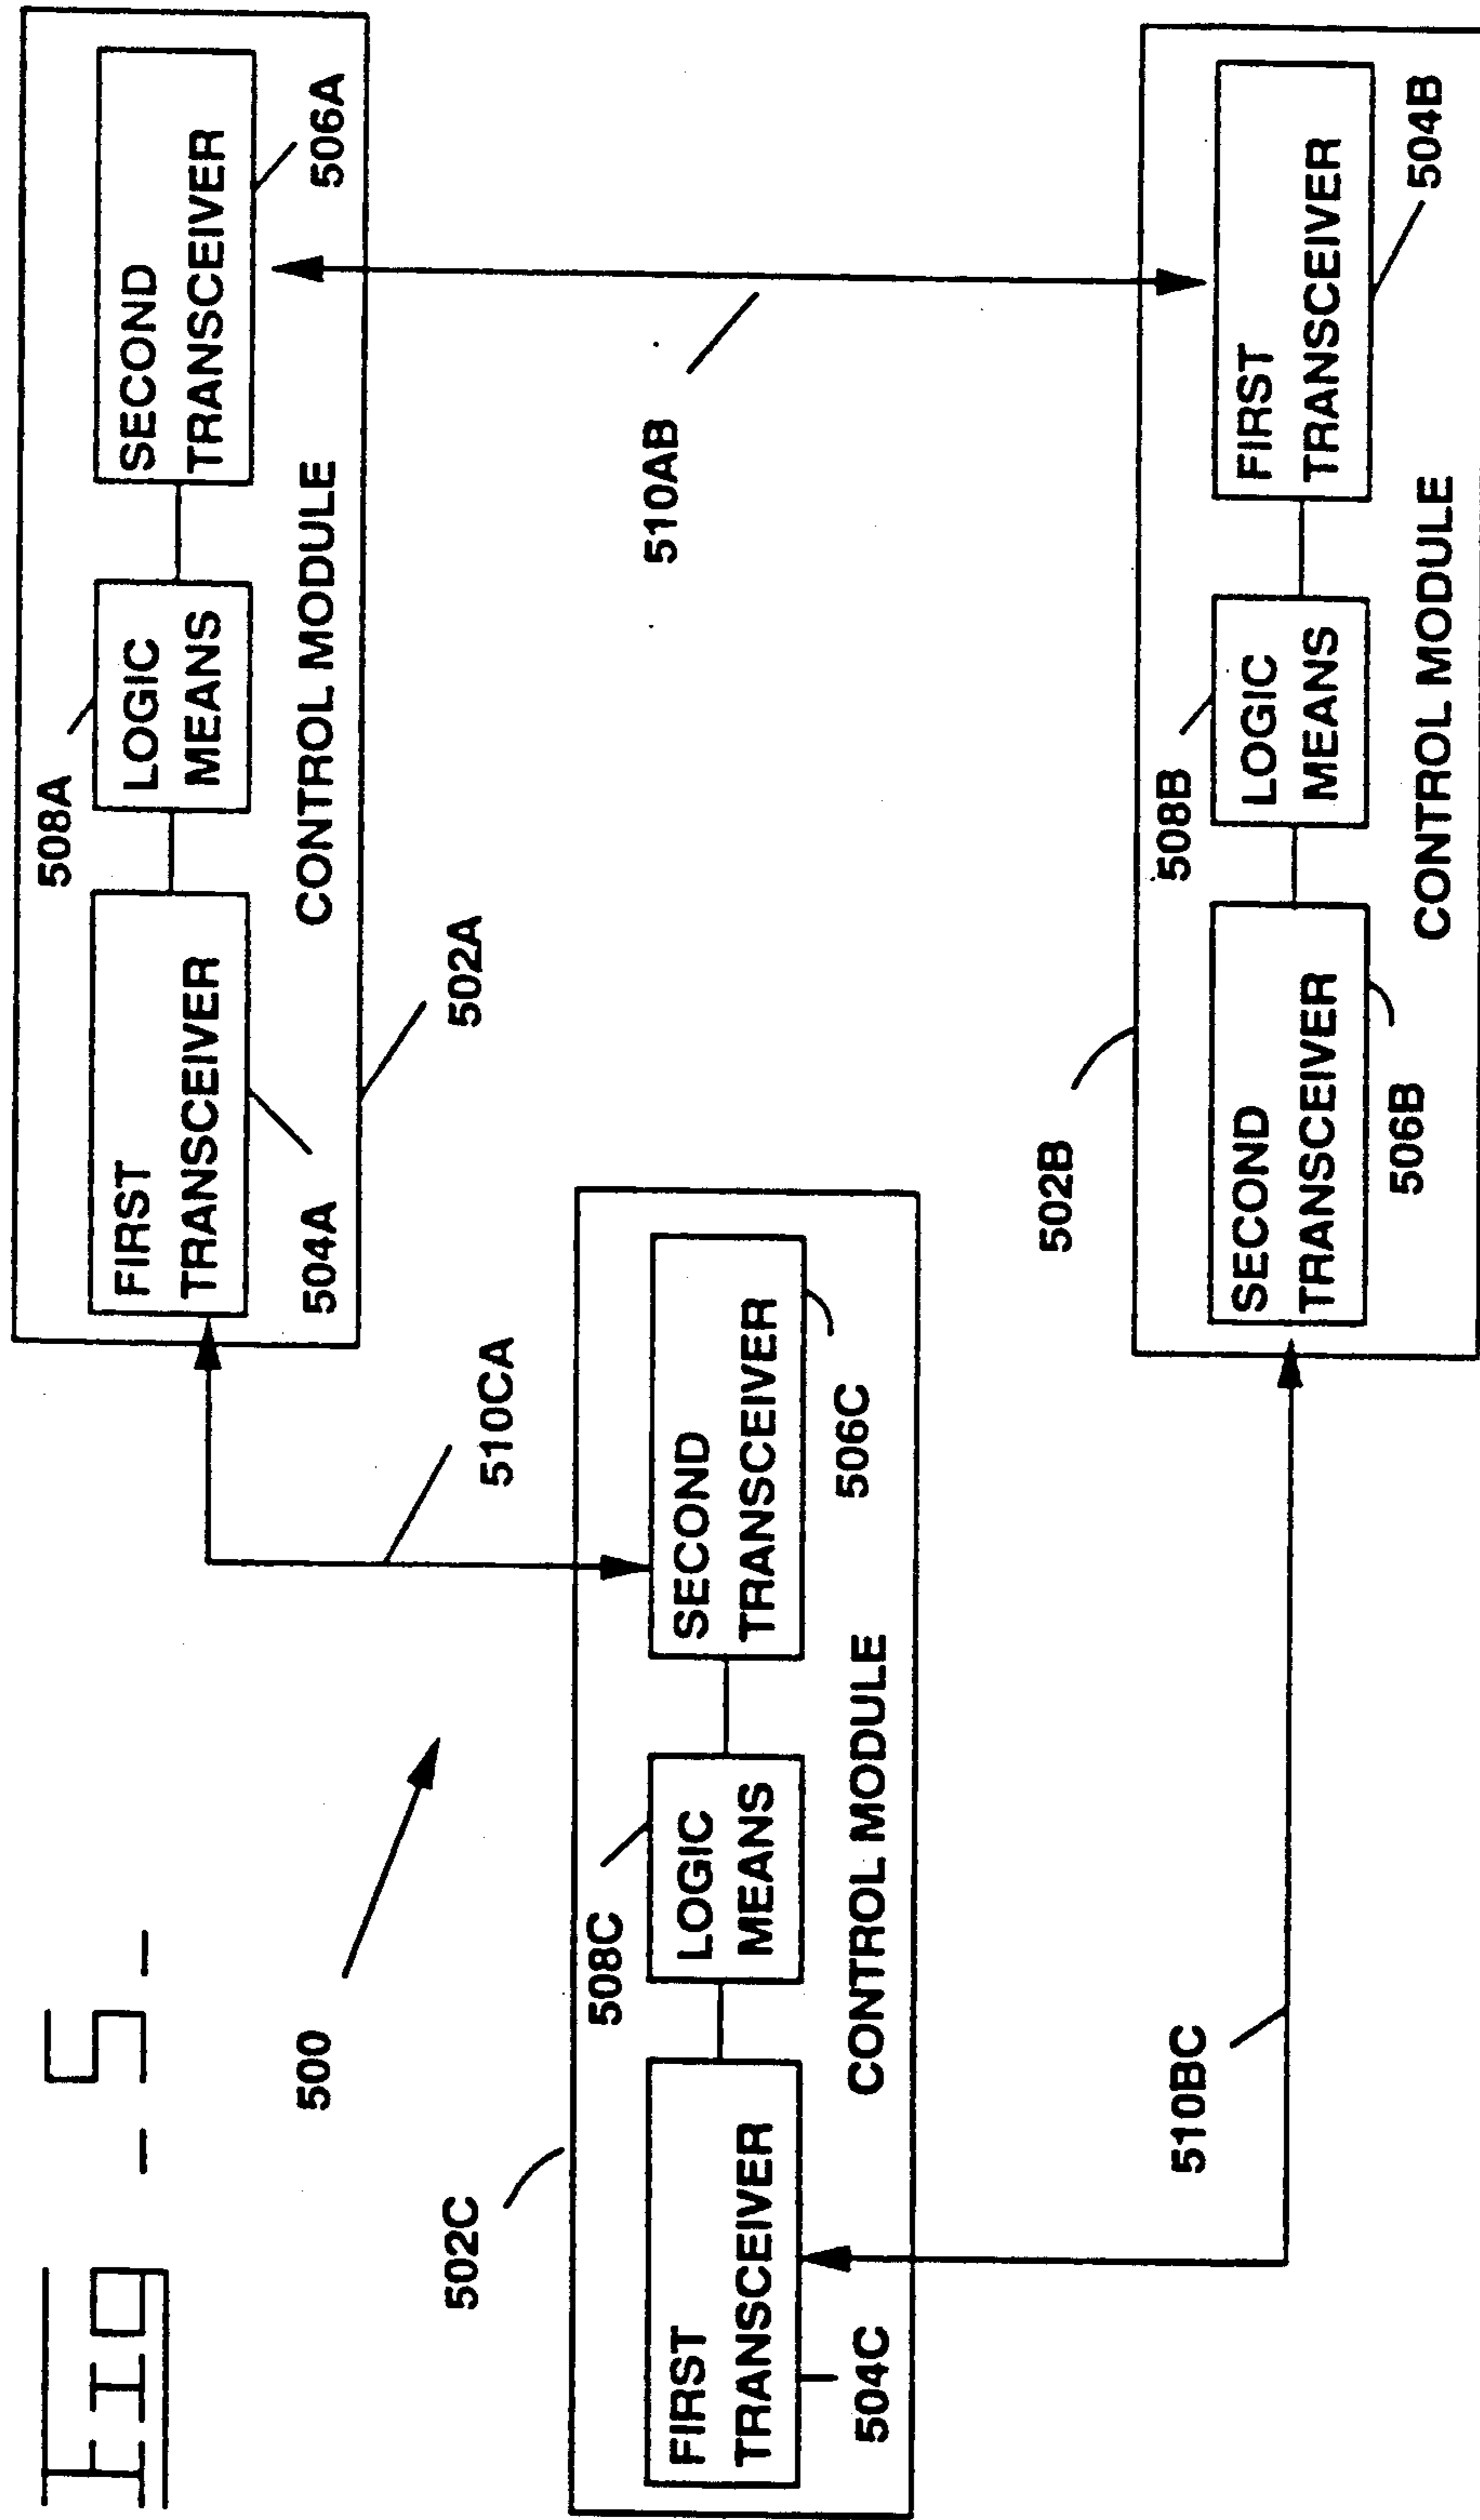 FIG-5-
500
508A
FIRST
TRANSCEIVER
LOGIC
MEANS
SECOND
TRANSCEIVER
504A
CONTROL MODULE
506A
502A
510CA
502C
508C
FIRST
TRANSCEIVER
LOGIC
MEANS
SECOND
TRANSCEIVER
504C
CONTROL MODULE
506C
510AB
502B
508B
SECOND
TRANSCEIVER
LOGIC
MEANS
FIRST
TRANSCEIVER
506B
CONTROL MODULE
504B
510BC